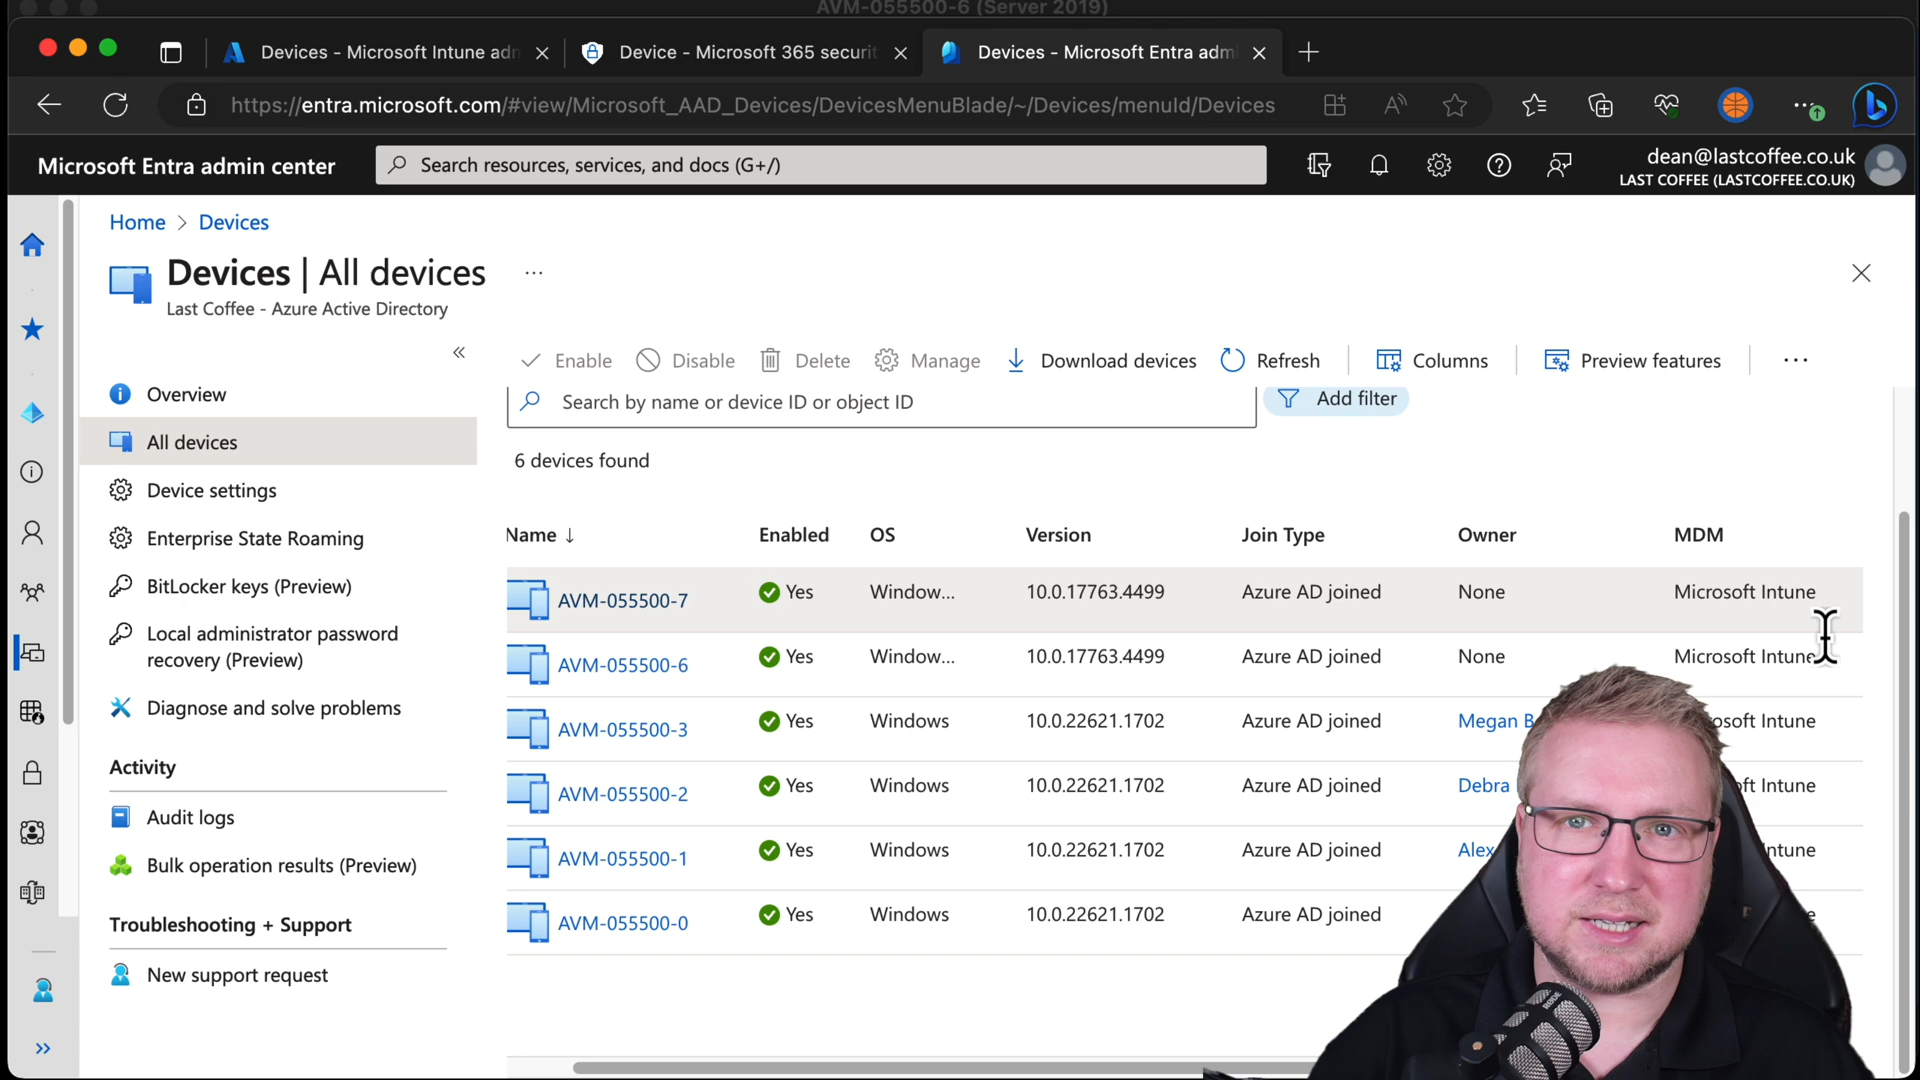 AVM-055500-6 (Server 2019)
Devices - Microsoft Intune adn
Device - Microsoft 365 securit
Devices - Microsoft Entra admi
https://entra.microsoft.com/#view/Microsoft_AAD_Devices/DevicesMenuBlade/~/Devices/menuId/Devices
Microsoft Entra admin center
Search resources, services, and docs (G+/)
dean@lastcoffee.co.uk
LAST COFFEE (LASTCOFFEE.CO.UK)
Home > Devices
Devices | All devices
Last Coffee - Azure Active Directory
Enable Disable Delete Manage Download devices Refresh Columns Preview features
Overview
All devices
Device settings
Enterprise State Roaming
BitLocker keys (Preview)
Local administrator password
recovery (Preview)
Diagnose and solve problems
Activity
Audit logs
Bulk operation results (Preview)
Troubleshooting + Support
New support request
Search by name or device ID or object ID
Add filter
6 devices found
Name ↓ Enabled OS Version Join Type Owner MDM
AVM-055500-7 Yes Window... 10.0.17763.4499 Azure AD joined None Microsoft Intune
AVM-055500-6 Yes Window... 10.0.17763.4499 Azure AD joined None Microsoft Intune
AVM-055500-3 Yes Windows 10.0.22621.1702 Azure AD joined Megan B osoft Intune
AVM-055500-2 Yes Windows 10.0.22621.1702 Azure AD joined Debra ft Intune
AVM-055500-1 Yes Windows 10.0.22621.1702 Azure AD joined Alex ntune
AVM-055500-0 Yes Windows 10.0.22621.1702 Azure AD joined
RØDE